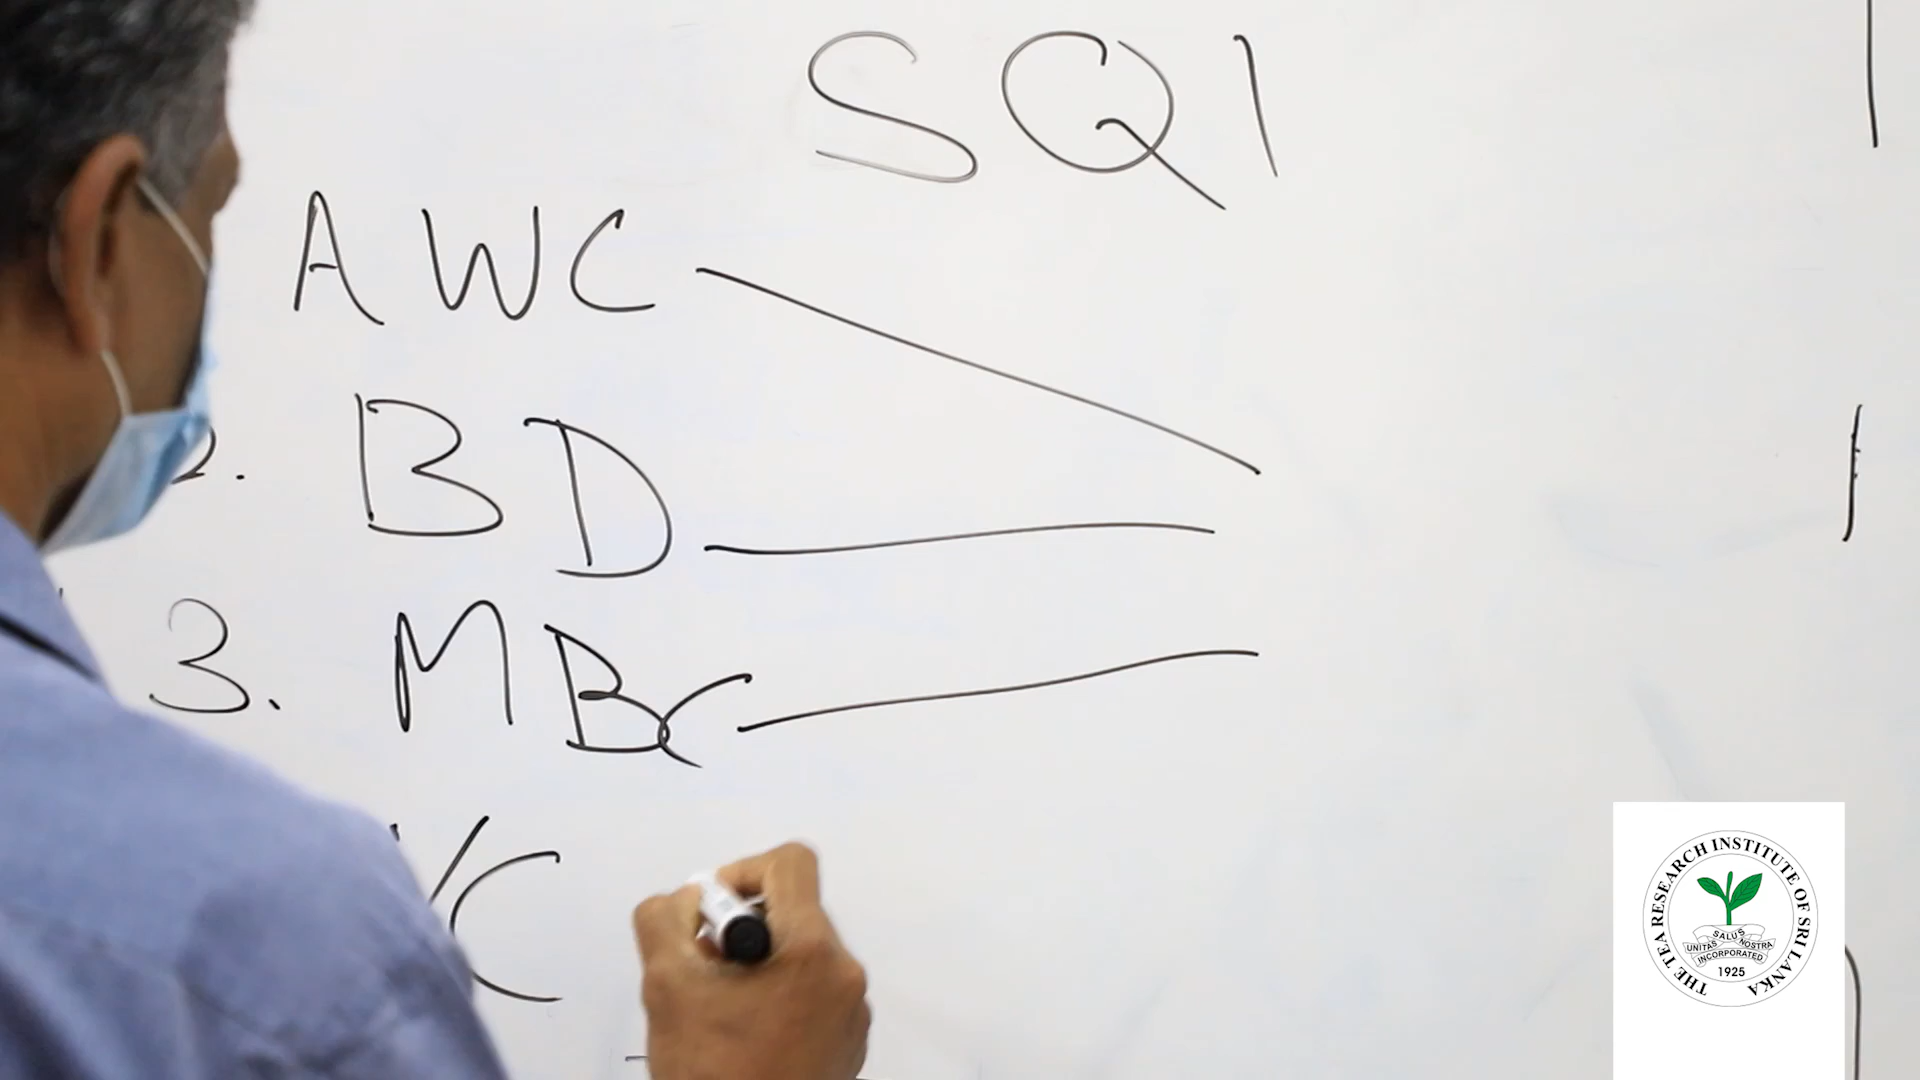 SQI
AWC
2. BD
3. MBC
THE TEA RESEARCH INSTITUTE OF SRI LANKA
SALUS
UNITAS NOSTRA
INCORPORATED
1925